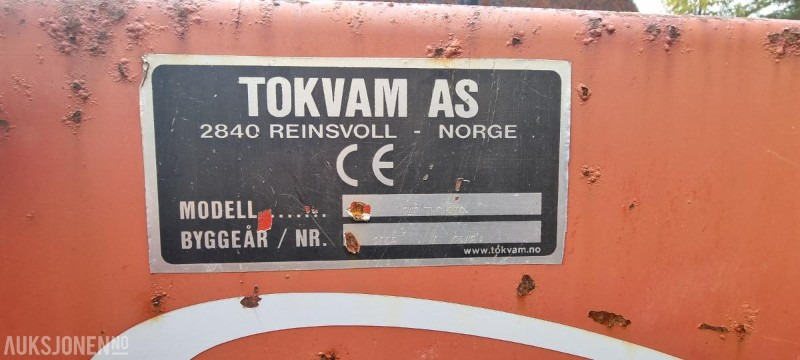 TOKVAM AS
2840 REINSVOLL - NORGE
CE
MODELL
BYGGEÅR / NR.
www.tokvam.no
AUKSJONEN.NO